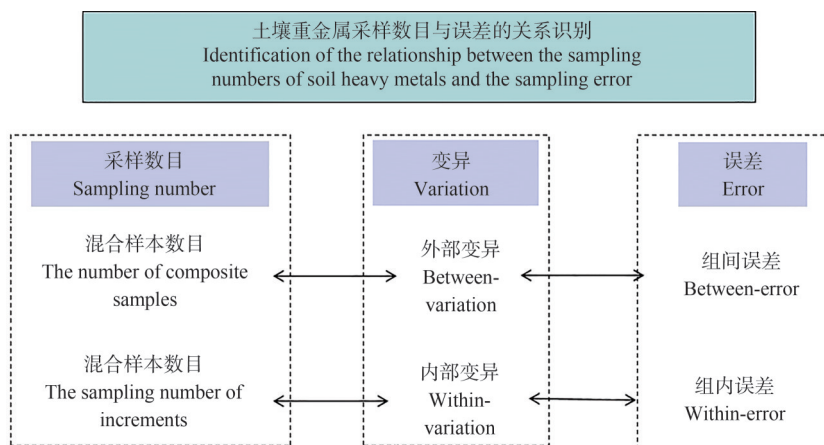 土壤重金属采样数目与误差的关系识别
Identification of the relationship between the sampling
numbers of soil heavy metals and the sampling error
采样数目
Sampling number
混合样本数目
The number of composite
samples
混合样本数目
The sampling number of
increments
变异
Variation
外部变异
Between-
variation
内部变异
Within-
variation
误差
Error
组间误差
Between-error
组内误差
Within-error